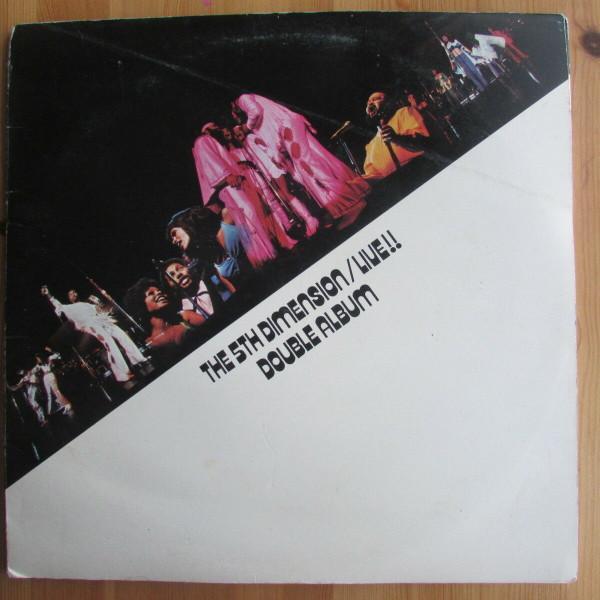 THE 5TH DIMENSION/LIVE!!
DOUBLE ALBUM